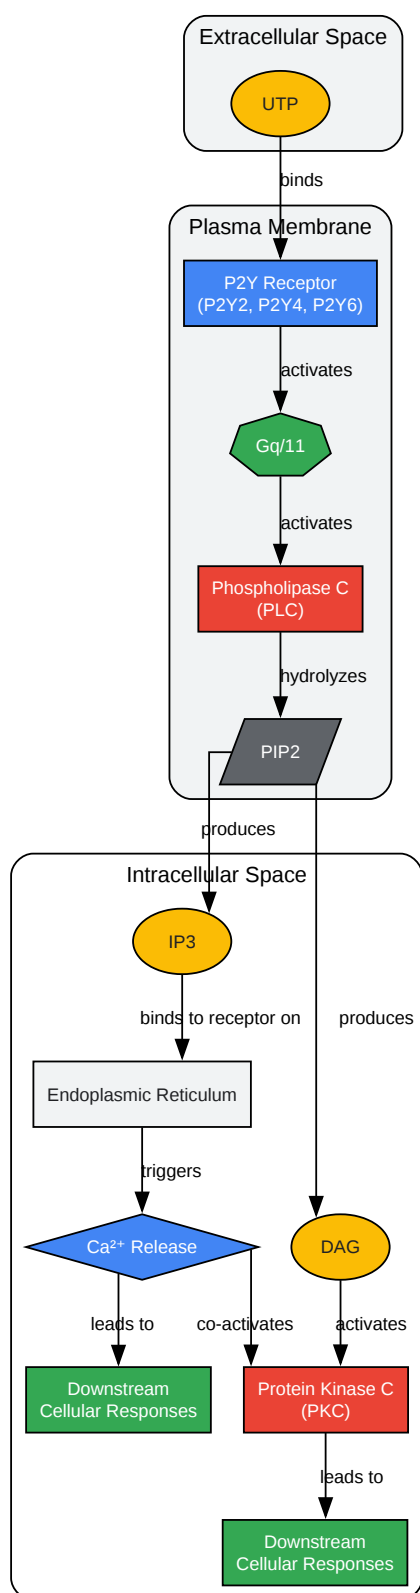 Extracellular Space
UTP
binds
Plasma Membrane
P2Y Receptor
(P2Y2, P2Y4, P2Y6)
activates
Gq/11
activates
Phospholipase C
(PLC)
hydrolyzes
PIP2
produces
Intracellular Space
IP3
binds to receptor on
produces
Endoplasmic Reticulum
triggers
Ca²⁺ Release
DAG
leads to
co-activates
activates
Downstream
Cellular Responses
Protein Kinase C
(PKC)
leads to
Downstream
Cellular Responses